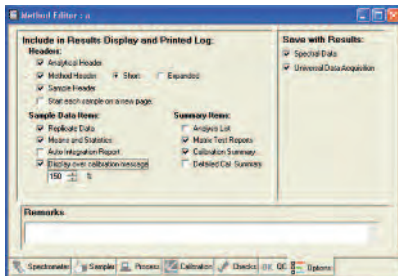 Method Editor : a
Include in Results Display and Printed Log:
Headers:
Analytical Header
Method Header Short Expanded
Sample Header
Start each sample on a new page
Sample Data Items:
Replicate Data
Means and Statistics
Auto Integration Report
Display over calibration message
150 %
Summary Items:
Analysis List
Matrix Test Reports
Calibration Summary
Detailed Cal. Summary
Save with Results:
Spectral Data
Universal Data Acquisition
Remarks
Spectrometer Sampler Process Calibration Checks QC Options